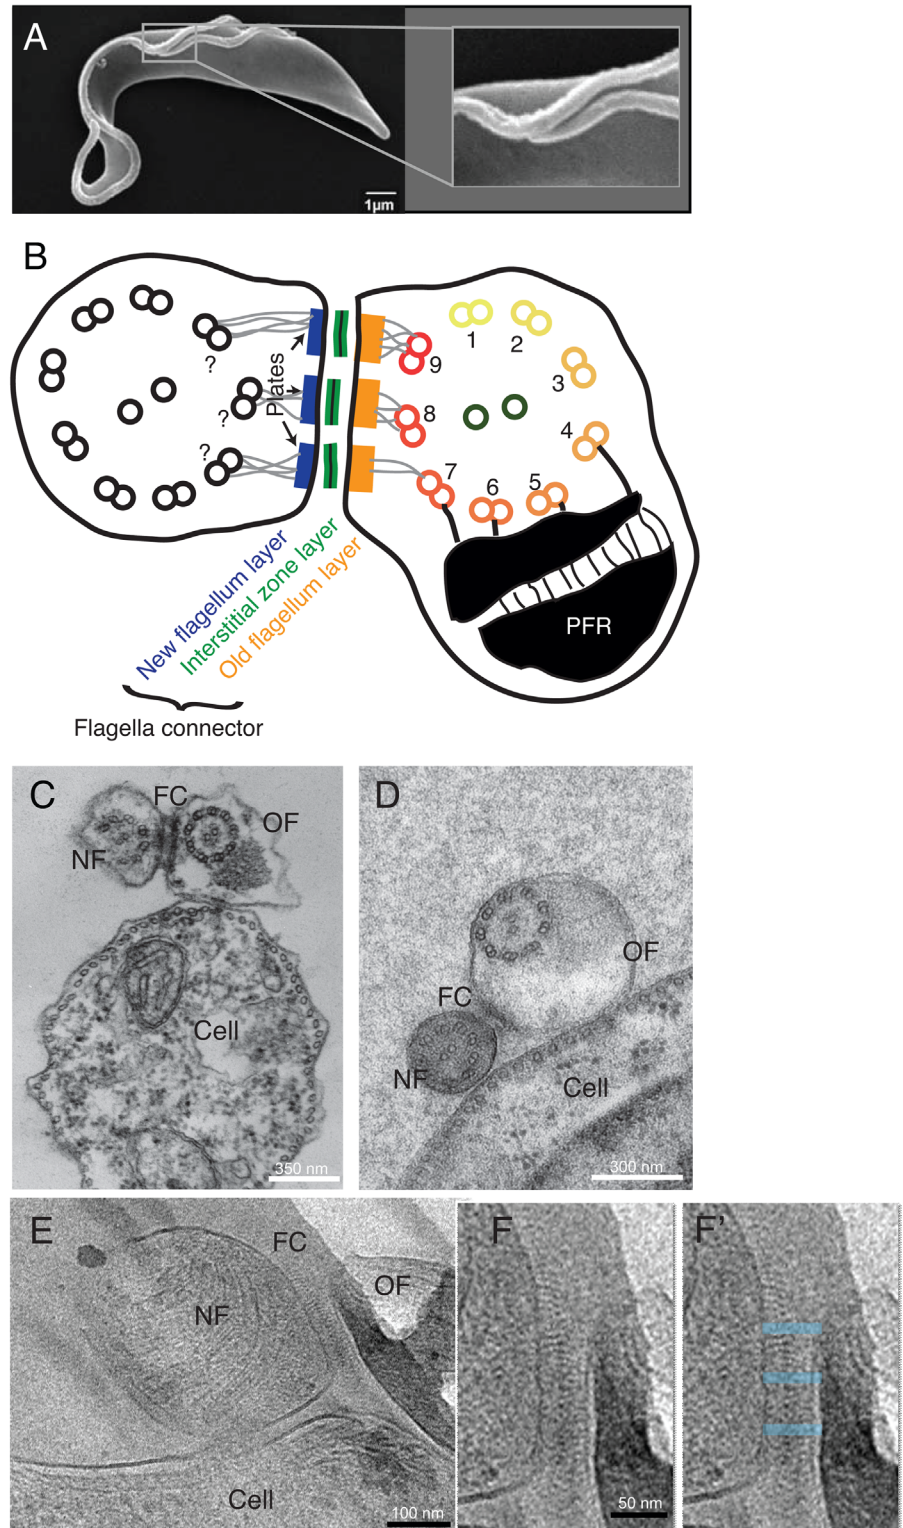 A
1µm
B
?
?
?
Plates
1
2
3
4
5
6
7
8
9
PFR
New flagellum layer
Interstitial zone layer
Old flagellum layer
Flagella connector
C
FC
OF
NF
Cell
350 nm
D
OF
FC
NF
Cell
300 nm
E
FC
OF
NF
Cell
100 nm
F
50 nm
F’